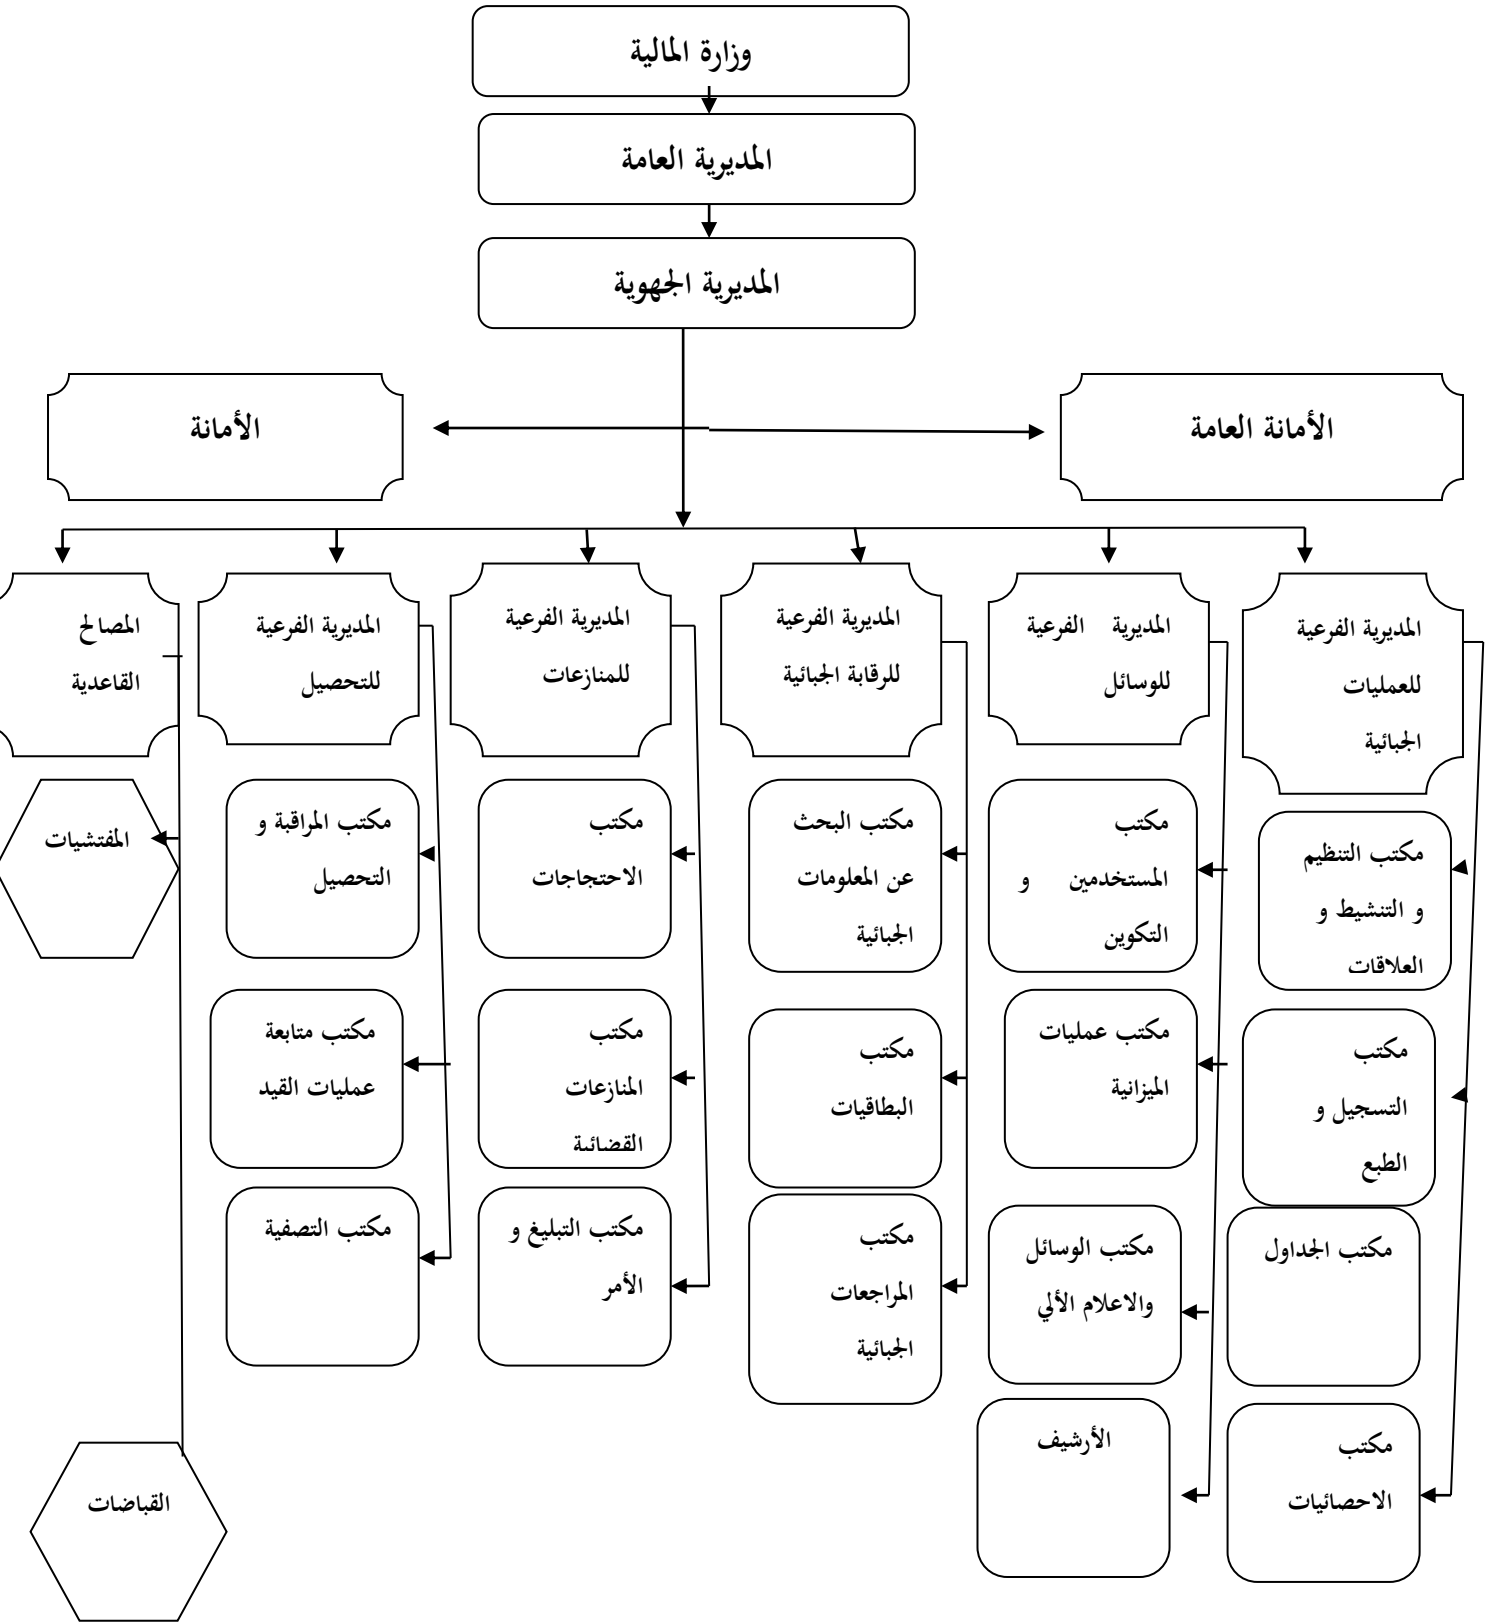 وزارة المالية
المديرية العامة
المديرية الجهوية
الأمانة العامة
الأمانة
المديرية الفرعية
للعمليات
الجبائية
المديرية الفرعية
للوسائل
المديرية الفرعية
للرقابة الجبائية
المديرية الفرعية
للمنازعات
المديرية الفرعية
للتحصيل
المصالح
القاعدية
مكتب التنظيم
و التنشيط و
العلاقات
مكتب
المستخدمين و
التكوين
مكتب البحث
عن المعلومات
الجبائية
مكتب
الاحتجاجات
مكتب المراقبة و
التحصيل
المفتشيات
مكتب
التسجيل و
الطبع
مكتب عمليات
الميزانية
مكتب
البطاقيات
مكتب
المنازعات
القضائية
مكتب متابعة
عمليات القيد
مكتب الجداول
مكتب الوسائل
والاعلام الألي
مكتب
المراجعات
الجبائية
مكتب التبليغ و
الأمر
مكتب التصفية
مكتب
الاحصائيات
الأرشيف
القباضات